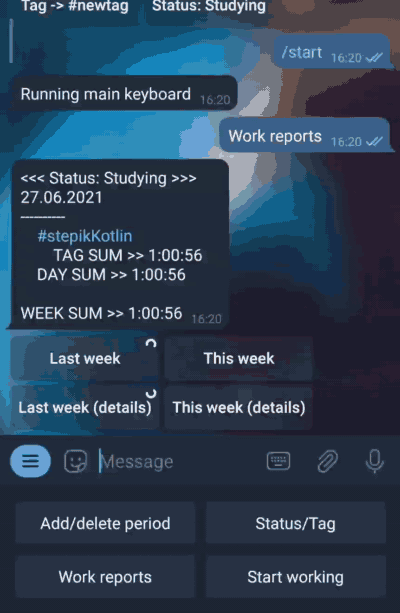 Tag -> #newtag Status: Studying
/start 16:20
Running main keyboard 16:20
Work reports 16:20
<<< Status: Studying >>>
27.06.2021
----------
#stepikKotlin
TAG SUM >> 1:00:56
DAY SUM >> 1:00:56
WEEK SUM >> 1:00:56 16:20
Last week This week
Last week (details) This week (details)
Message
Add/delete period Status/Tag
Work reports Start working